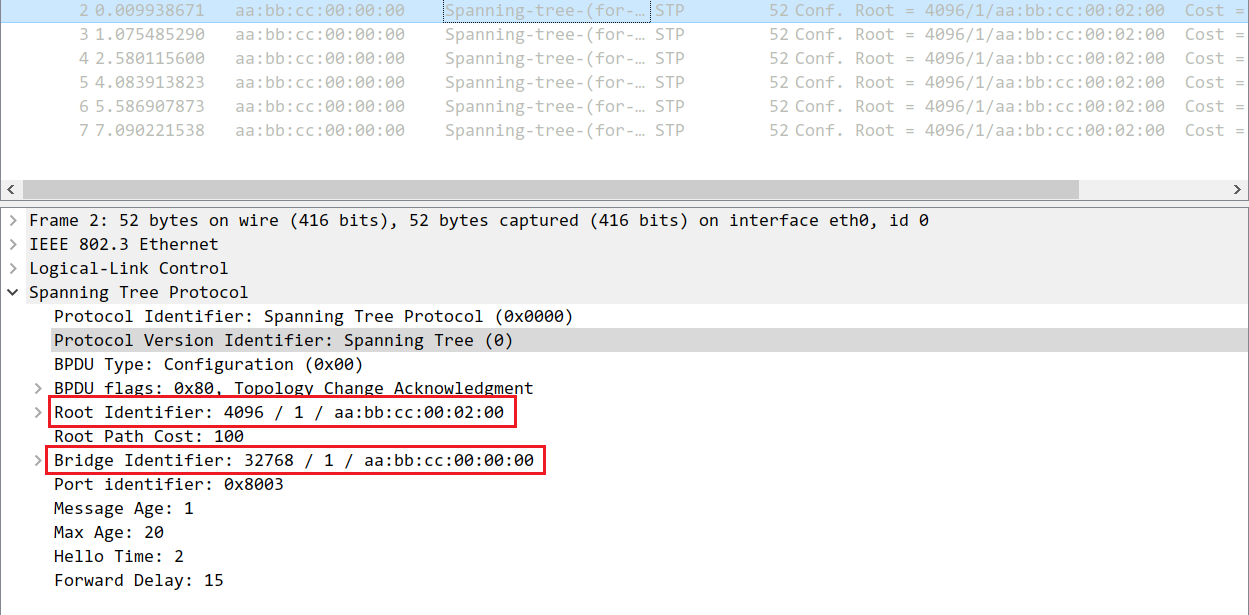 2 0.009938671 aa:bb:cc:00:00:00 Spanning-tree-(for-… STP 52 Conf. Root = 4096/1/aa:bb:cc:00:02:00 Cost =
3 1.075485290 aa:bb:cc:00:00:00 Spanning-tree-(for-… STP 52 Conf. Root = 4096/1/aa:bb:cc:00:02:00 Cost =
4 2.580115600 aa:bb:cc:00:00:00 Spanning-tree-(for-… STP 52 Conf. Root = 4096/1/aa:bb:cc:00:02:00 Cost =
5 4.083913823 aa:bb:cc:00:00:00 Spanning-tree-(for-… STP 52 Conf. Root = 4096/1/aa:bb:cc:00:02:00 Cost =
6 5.586907873 aa:bb:cc:00:00:00 Spanning-tree-(for-… STP 52 Conf. Root = 4096/1/aa:bb:cc:00:02:00 Cost =
7 7.090221538 aa:bb:cc:00:00:00 Spanning-tree-(for-… STP 52 Conf. Root = 4096/1/aa:bb:cc:00:02:00 Cost =
Frame 2: 52 bytes on wire (416 bits), 52 bytes captured (416 bits) on interface eth0, id 0
IEEE 802.3 Ethernet
Logical-Link Control
Spanning Tree Protocol
Protocol Identifier: Spanning Tree Protocol (0x0000)
Protocol Version Identifier: Spanning Tree (0)
BPDU Type: Configuration (0x00)
BPDU flags: 0x80, Topology Change Acknowledgment
Root Identifier: 4096 / 1 / aa:bb:cc:00:02:00
Root Path Cost: 100
Bridge Identifier: 32768 / 1 / aa:bb:cc:00:00:00
Port identifier: 0x8003
Message Age: 1
Max Age: 20
Hello Time: 2
Forward Delay: 15